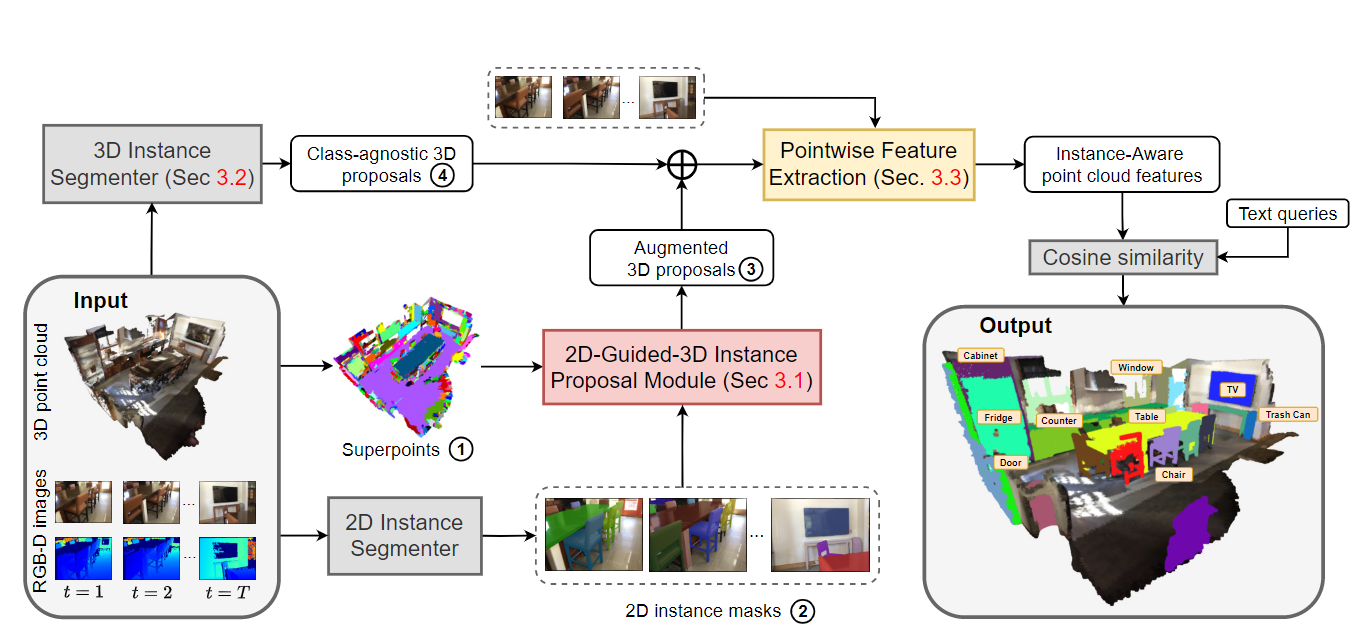 3D Instance
Segmenter (Sec 3.2)
Class-agnostic 3D
proposals 4
...
Pointwise Feature
Extraction (Sec. 3.3)
Instance-Aware
point cloud features
Text queries
Cosine similarity
Augmented
3D proposals 3
Input
3D point cloud
RGB-D images
...
...
t = 1
t = 2
t = T
Superpoints 1
2D-Guided-3D Instance
Proposal Module (Sec 3.1)
2D Instance
Segmenter
...
2D instance masks 2
Output
Cabinet
Window
TV
Fridge
Counter
Table
Trash Can
Door
Chair